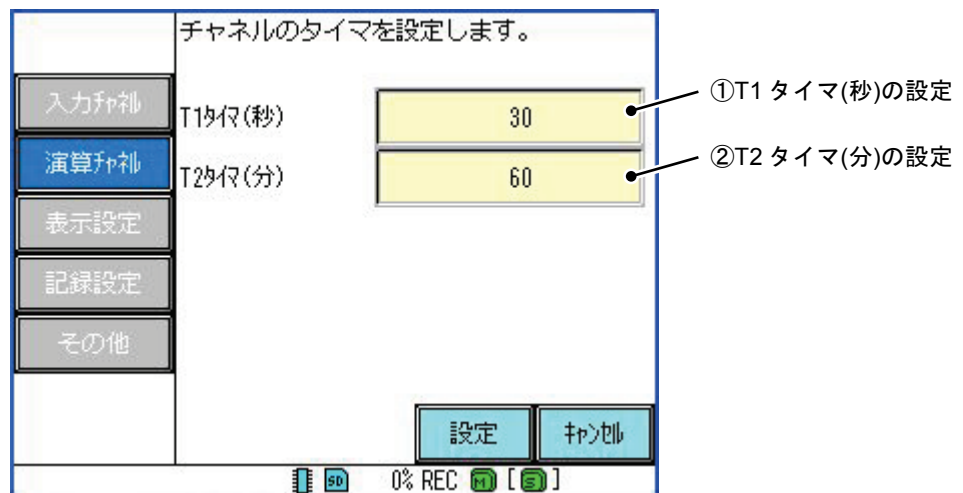 チャネルのタイマを設定します。
入力ﾁｬﾈﾙ
T1ﾀｲﾏ(秒)
30
①T1 タイマ(秒)の設定
演算ﾁｬﾈﾙ
T2ﾀｲﾏ(分)
60
②T2 タイマ(分)の設定
表示設定
記録設定
その他
設定
ｷｬﾝｾﾙ
SD
0% REC M [ S ]